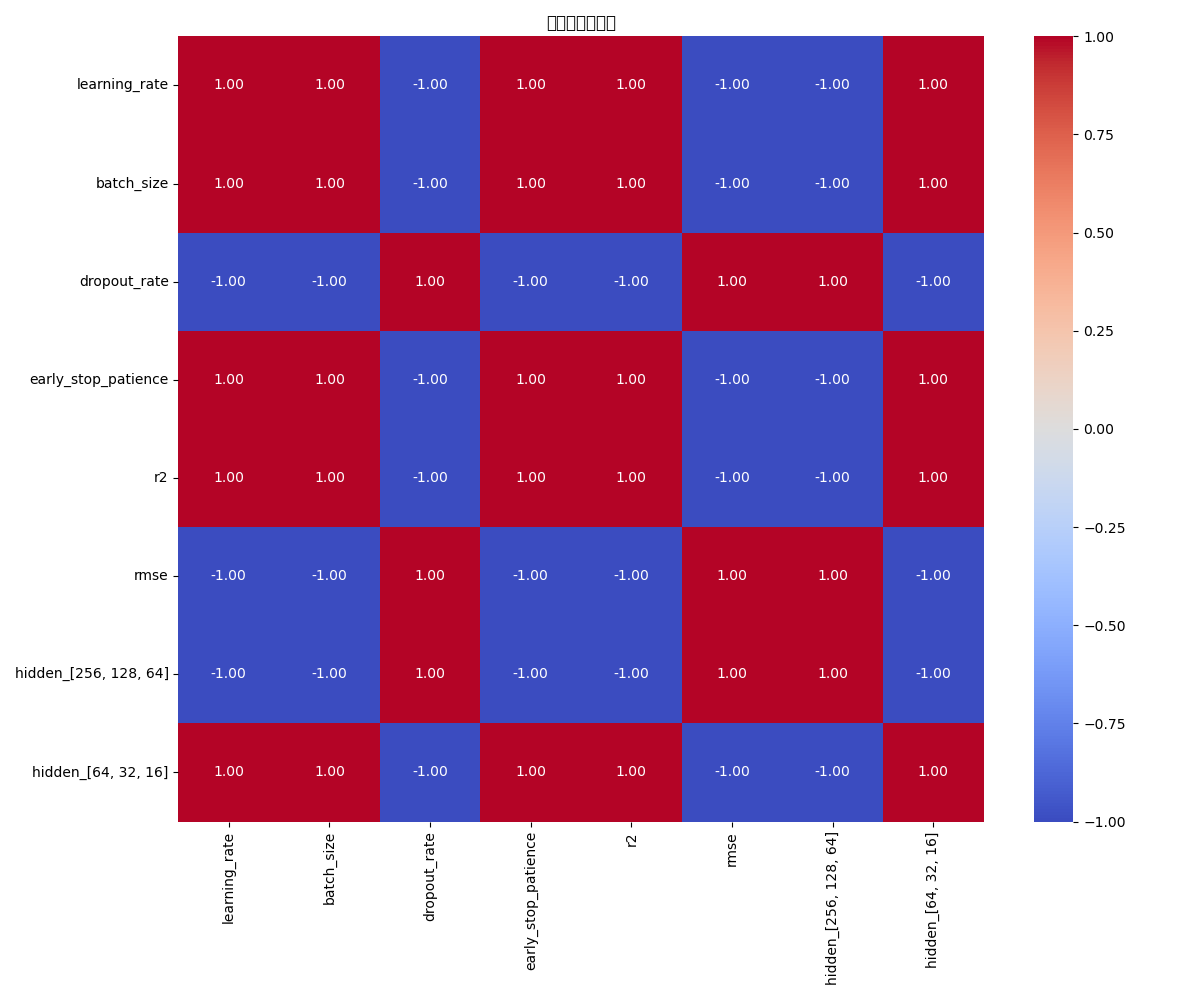 learning_rate 1.00 1.00 -1.00 1.00 1.00 -1.00 -1.00 1.00
batch_size 1.00 1.00 -1.00 1.00 1.00 -1.00 -1.00 1.00
dropout_rate -1.00 -1.00 1.00 -1.00 -1.00 1.00 1.00 -1.00
early_stop_patience 1.00 1.00 -1.00 1.00 1.00 -1.00 -1.00 1.00
r2 1.00 1.00 -1.00 1.00 1.00 -1.00 -1.00 1.00
rmse -1.00 -1.00 1.00 -1.00 -1.00 1.00 1.00 -1.00
hidden_[256, 128, 64] -1.00 -1.00 1.00 -1.00 -1.00 1.00 1.00 -1.00
hidden_[64, 32, 16] 1.00 1.00 -1.00 1.00 1.00 -1.00 -1.00 1.00
learning_rate
batch_size
dropout_rate
early_stop_patience
r2
rmse
hidden_[256, 128, 64]
hidden_[64, 32, 16]
1.00
0.75
0.50
0.25
0.00
−0.25
−0.50
−0.75
−1.00